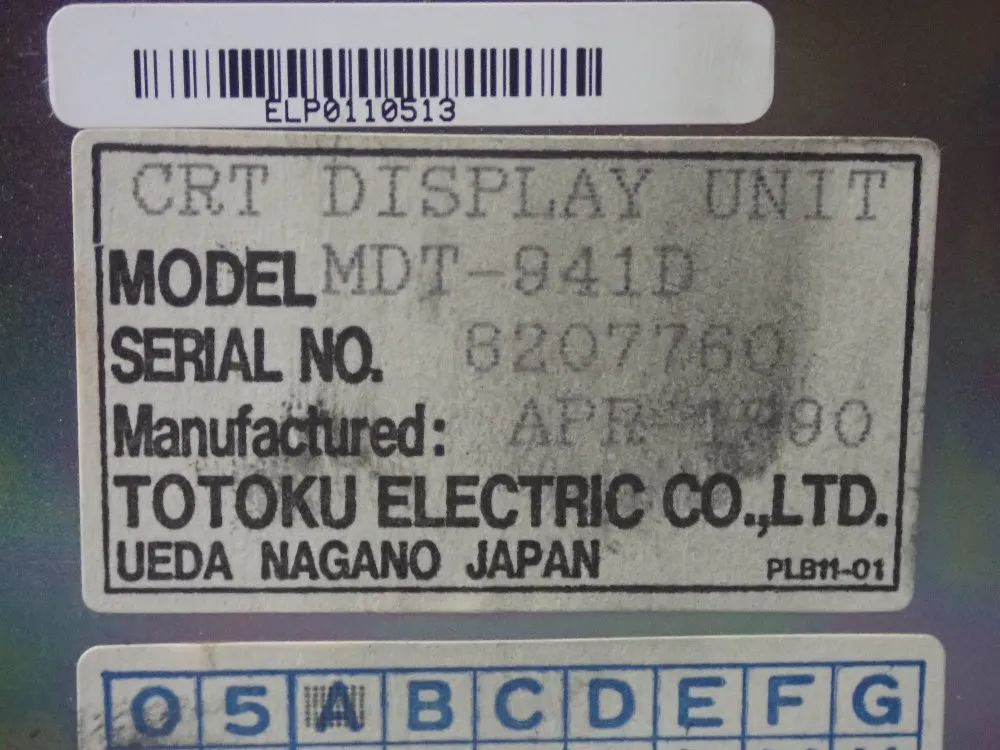 ELP0110513
CRT DISPLAY UNIT
MODEL MDT-941D
SERIAL NO. 6207760
Manufactured: APR-1990
TOTOKU ELECTRIC CO.,LTD.
UEDA NAGANO JAPAN PLB11-01
0 5 A B C D E F G